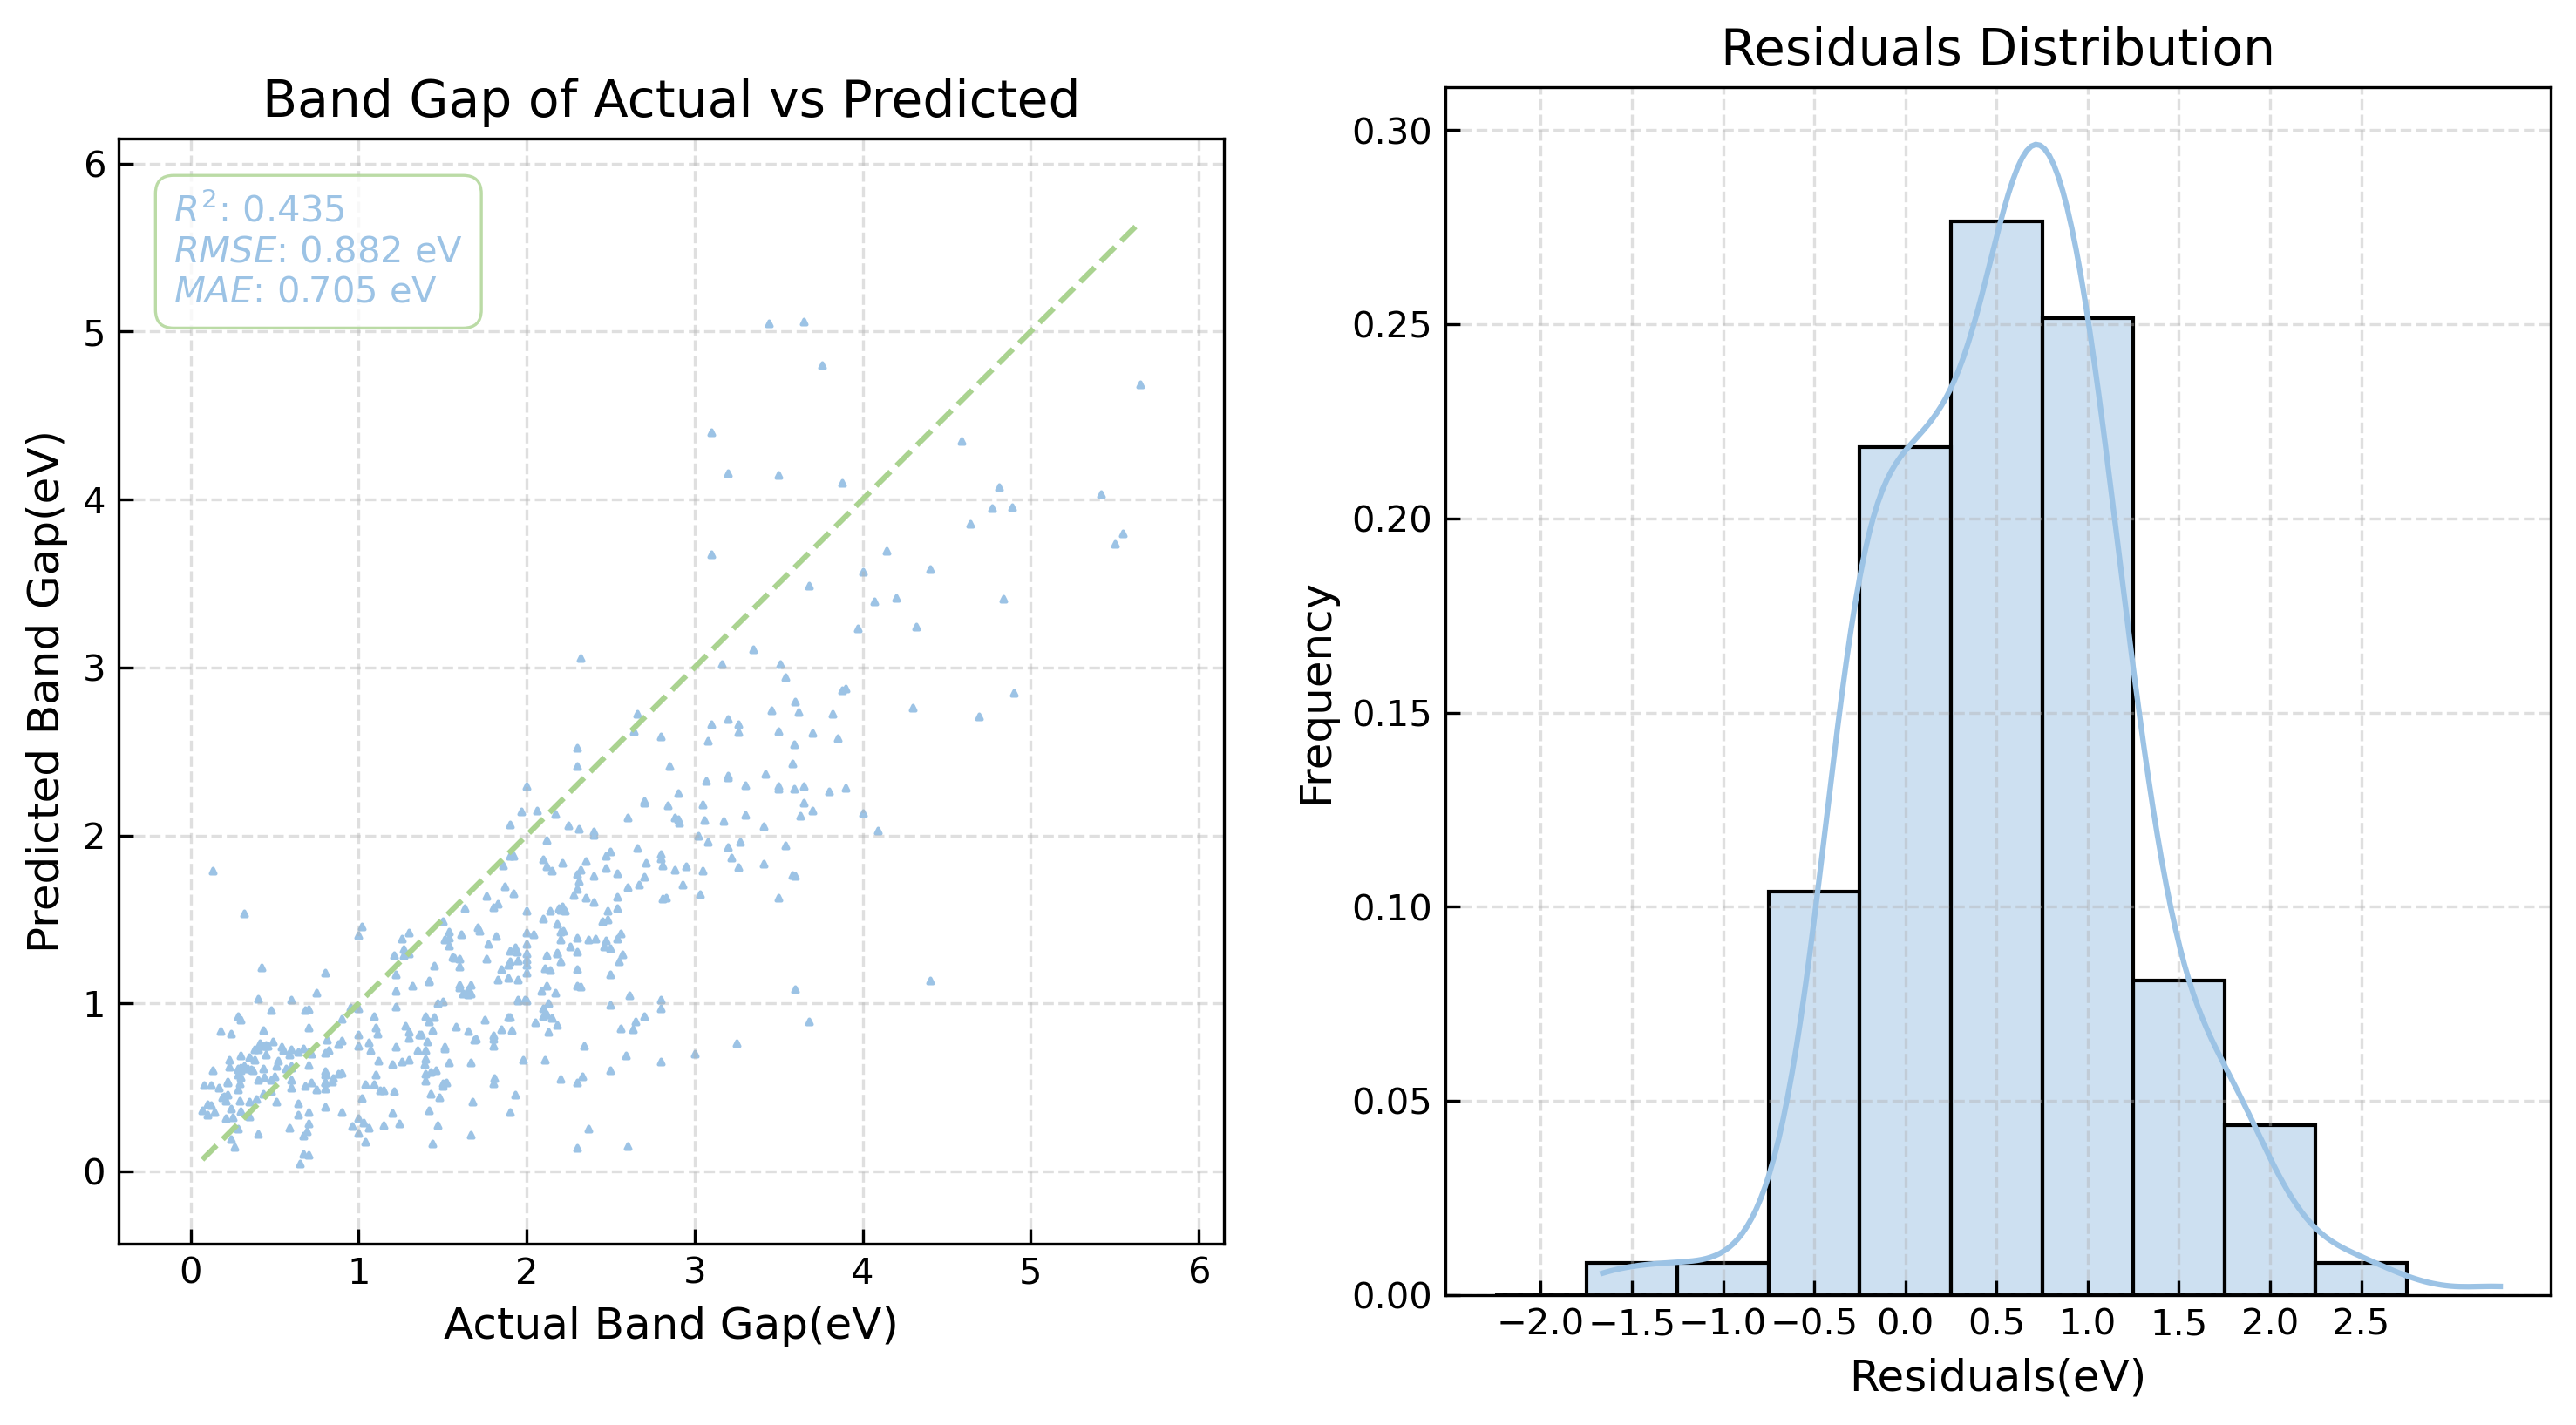 Band Gap of Actual vs Predicted
R²: 0.435
RMSE: 0.882 eV
MAE: 0.705 eV
6
5
4
3
2
1
0
Predicted Band Gap(eV)
0 1 2 3 4 5 6
Actual Band Gap(eV)
Residuals Distribution
0.30
0.25
0.20
0.15
0.10
0.05
0.00
Frequency
−2.0 −1.5 −1.0 −0.5 0.0 0.5 1.0 1.5 2.0 2.5
Residuals(eV)